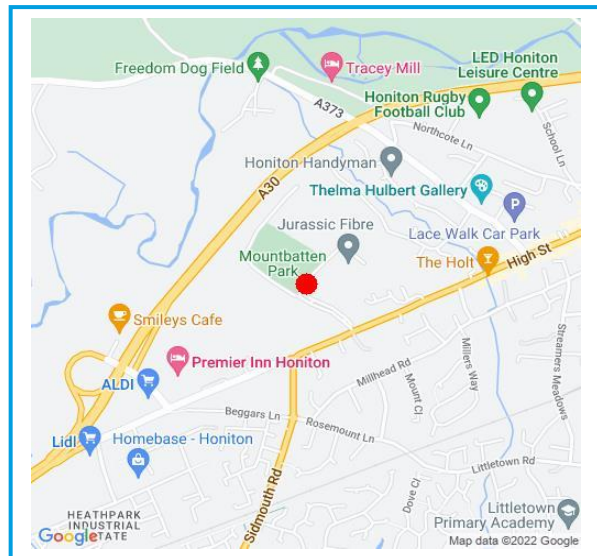 LED Honiton
Leisure Centre
Freedom Dog Field
Tracey Mill
A373
Honiton Rugby
Football Club
Northcote Ln
School Ln
Honiton Handyman
A30
Thelma Hulbert Gallery
Lace Walk Car Park
Jurassic Fibre
Mountbatten
Park
The Holt
High St
Smileys Cafe
Premier Inn Honiton
Millhead Rd
Millers Way
Streamers Meadows
ALDI
Mount Cl
Beggars Ln
Rosemount Ln
Lidl
Homebase - Honiton
Sidmouth Rd
Littletown Rd
Dove Cl
HEATHPARK
INDUSTRIAL
TATE
Google
Littletown
Primary Academy
Map data ©2022 Google